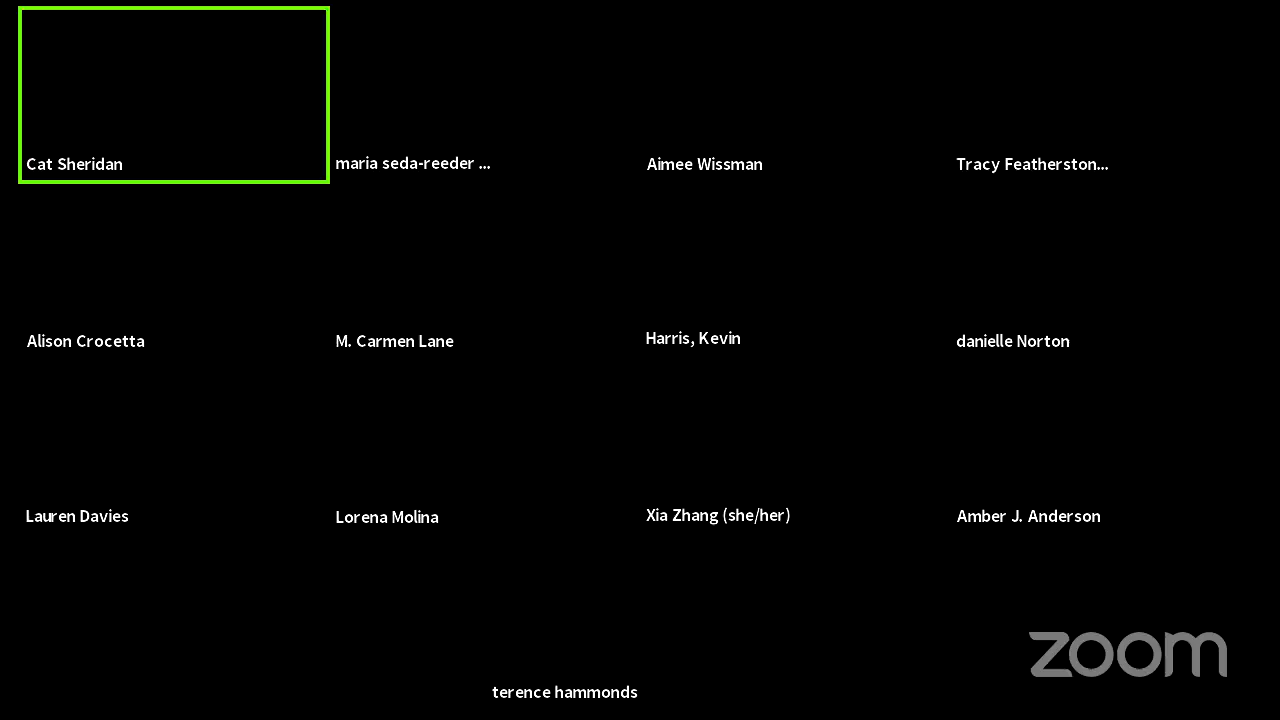 Cat Sheridan
maria seda-reeder ...
Aimee Wissman
Tracy Featherston...
Alison Crocetta
M. Carmen Lane
Harris, Kevin
danielle Norton
Lauren Davies
Lorena Molina
Xia Zhang (she/her)
Amber J. Anderson
zoom
terence hammonds